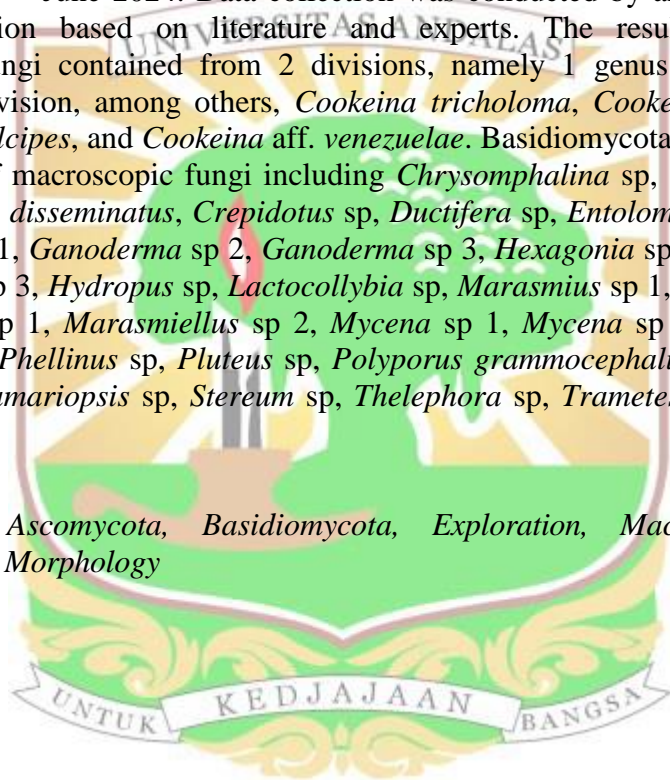 June 2024. Data collection was conducted by
ion based on literature and experts. The resu
UNIVERSITAS ANDALAS
ngi contained from 2 divisions, namely 1 genus
vision, among others, Cookeina tricholoma, Cooke
lcipes, and Cookeina aff. venezuelae. Basidiomycota
f macroscopic fungi including Chrysomphalina sp,
disseminatus, Crepidotus sp, Ductifera sp, Entolom
1, Ganoderma sp 2, Ganoderma sp 3, Hexagonia sp
p 3, Hydropus sp, Lactocollybia sp, Marasmius sp 1,
p 1, Marasmiellus sp 2, Mycena sp 1, Mycena sp
Phellinus sp, Pluteus sp, Polyporus grammocephali
amariopsis sp, Stereum sp, Thelephora sp, Trametes
Ascomycota, Basidiomycota, Exploration, Mac
Morphology
UNTUK KEDJAJAAN BANGSA